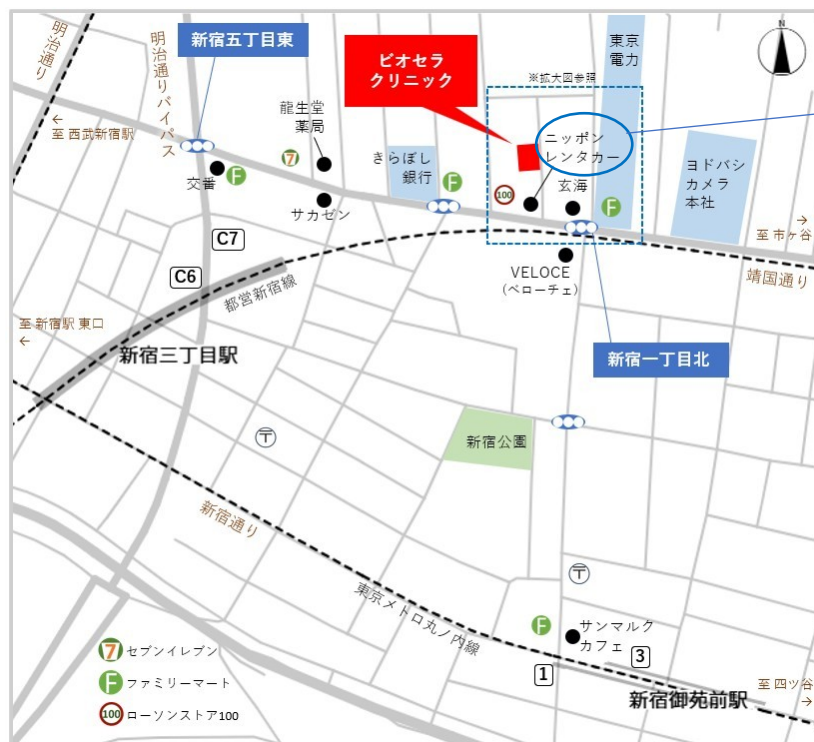 明治通り
明治通りバイパス
新宿五丁目東
ビオセラ
クリニック
東京
電力
N
※拡大図参照
←
至 西武新宿駅
龍生堂
薬局
7
交番
F
サカゼン
きらぼし
銀行
F
ニッポン
レンタカー
100
玄海
F
ヨドバシ
カメラ
本社
→
至 市ヶ谷
靖国通り
C7
C6
都営新宿線
VELOCE
(ベローチェ)
至 新宿駅 東口
←
新宿三丁目駅
新宿一丁目北
新宿公園
〒
新宿通り
東京メトロ丸ノ内線
〒
F
サンマルク
カフェ
1
3
新宿御苑前駅
至 四ツ谷
→
7 セブンイレブン
F ファミリーマート
100 ローソンストア100